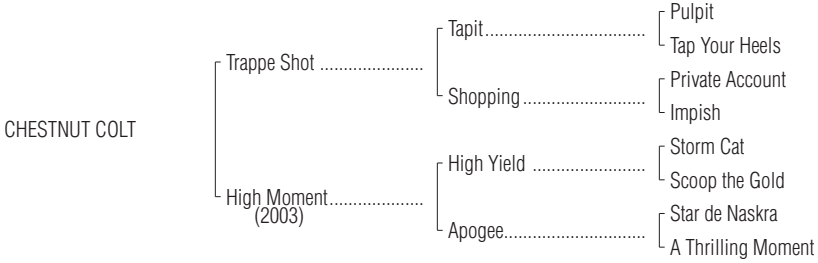 Pulpit
Tapit..................................
Tap Your Heels
Trappe Shot ......................
Private Account
Shopping..........................
Impish
CHESTNUT COLT
Storm Cat
High Yield ........................
Scoop the Gold
High Moment....................
(2003)
Star de Naskra
Apogee..............................
A Thrilling Moment